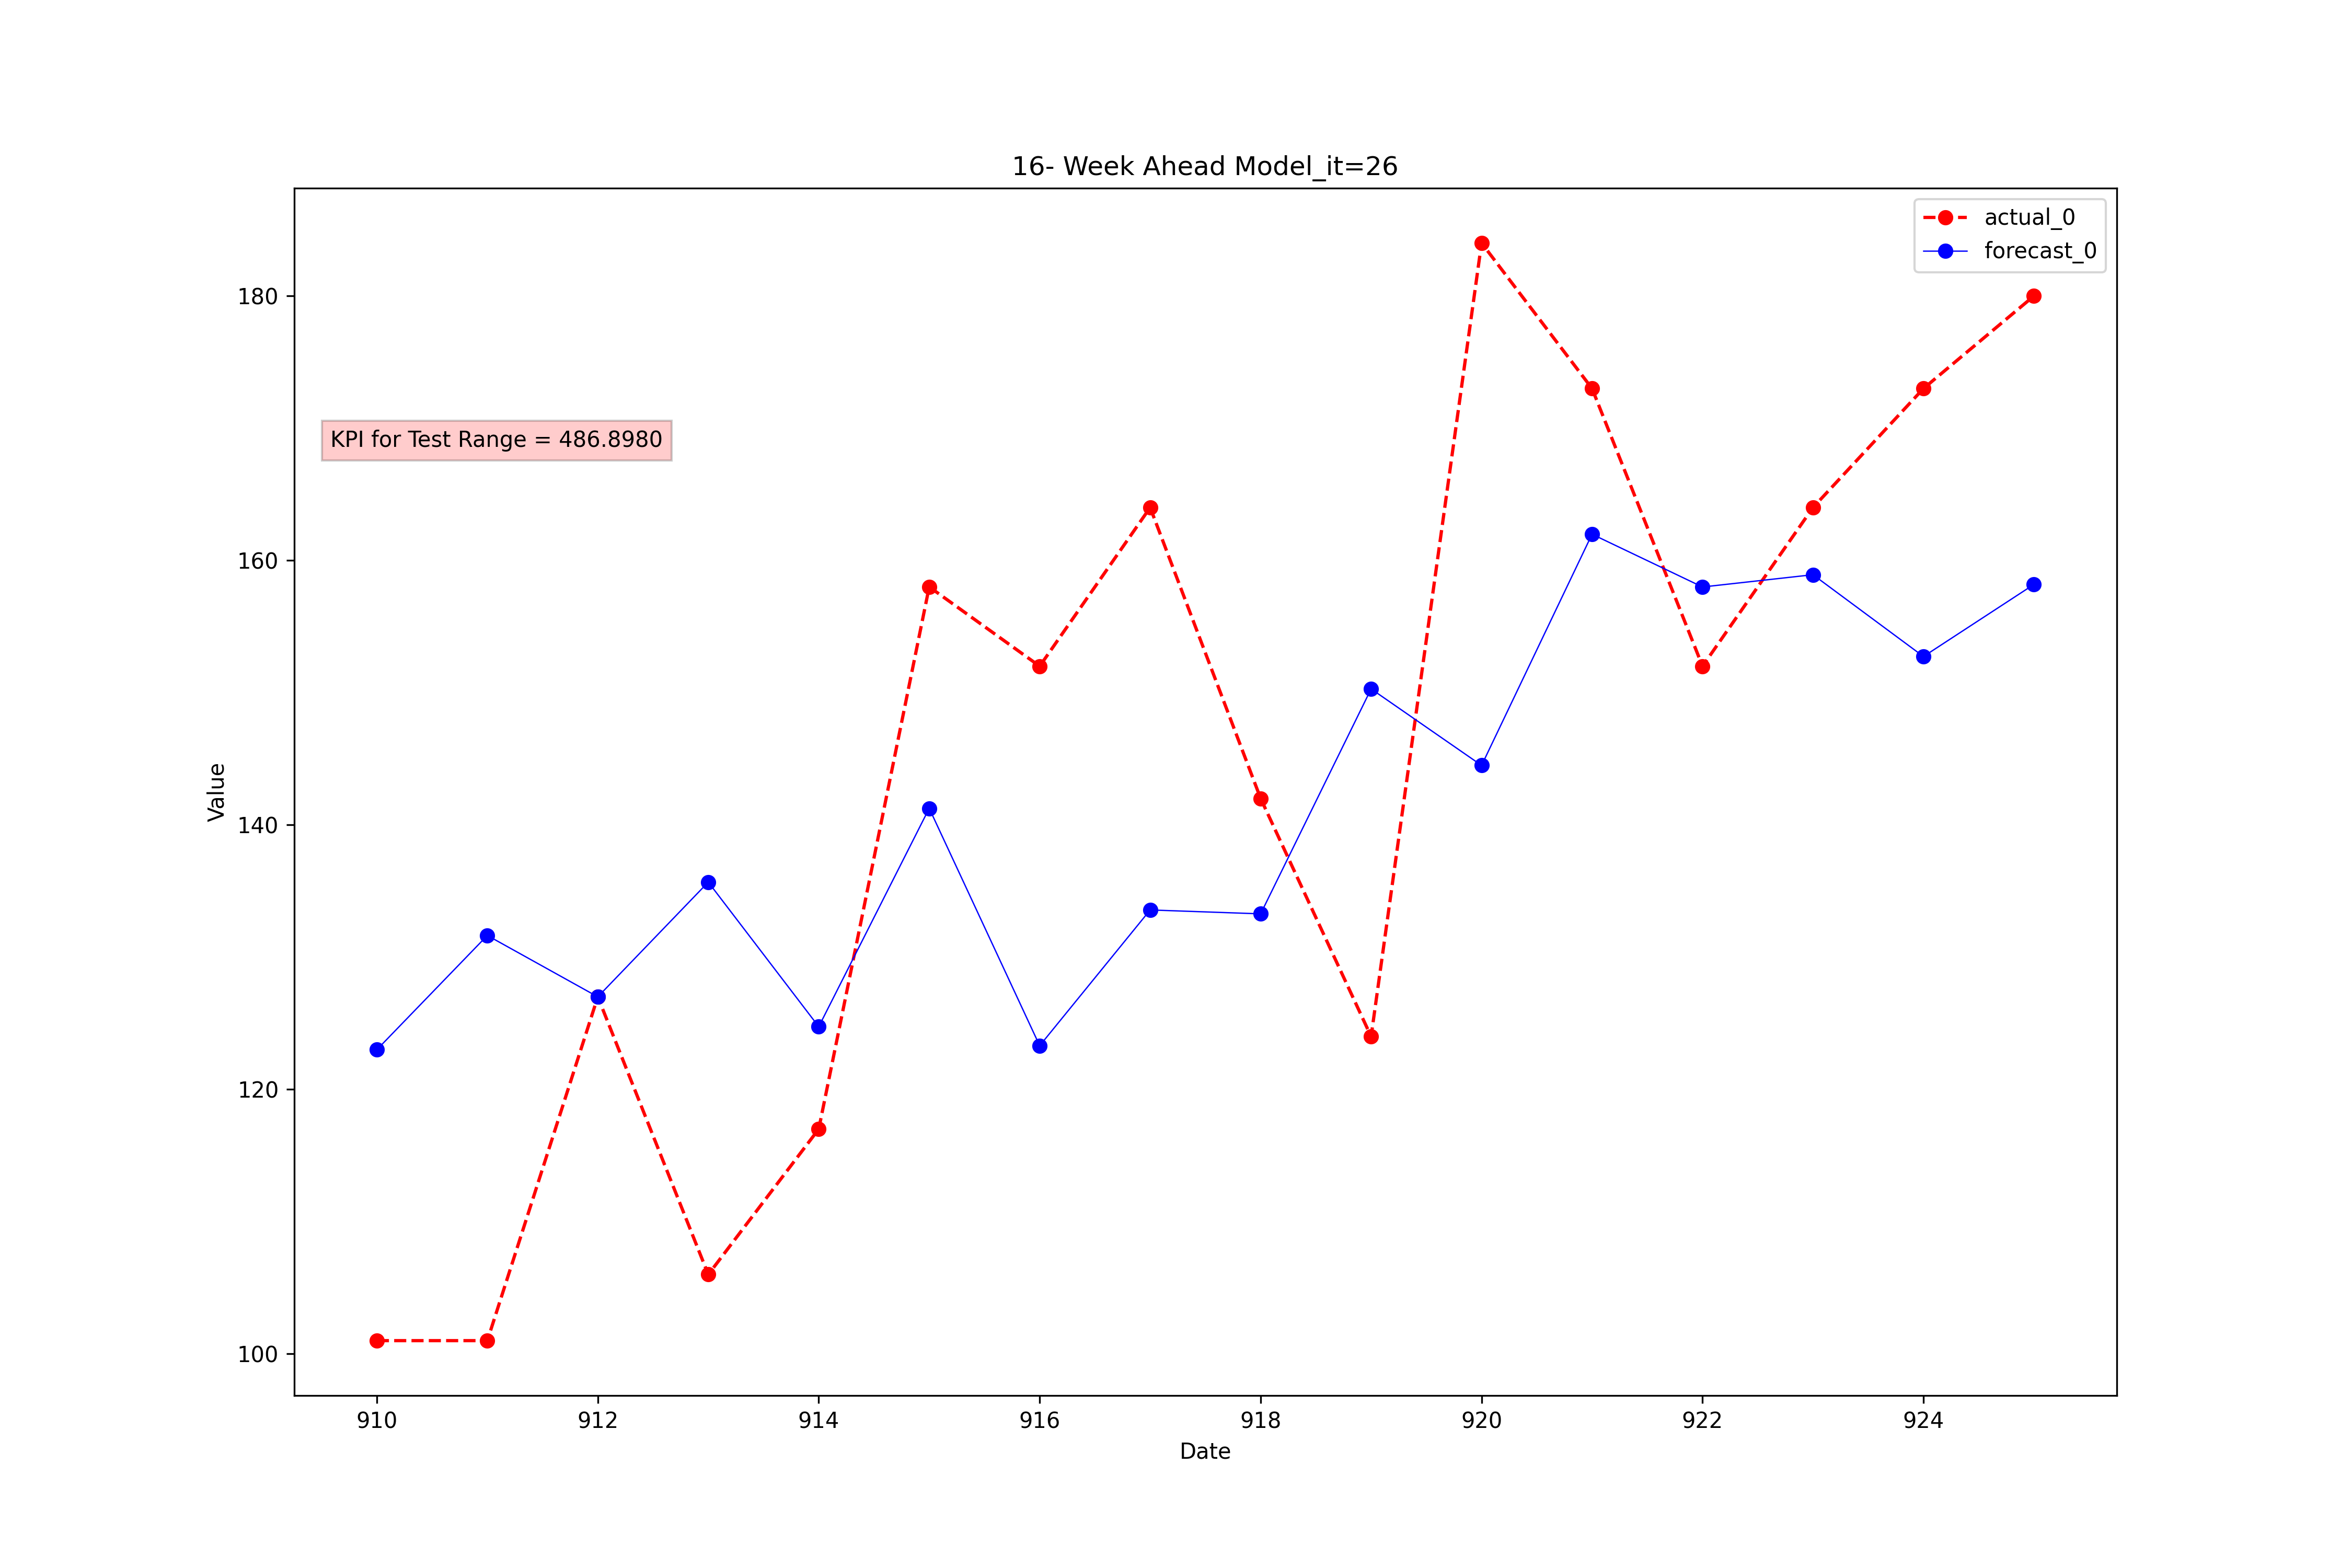 16- Week Ahead Model_it=26
actual_0
forecast_0
KPI for Test Range = 486.8980
Value
180
160
140
120
100
910 912 914 916 918 920 922 924
Date